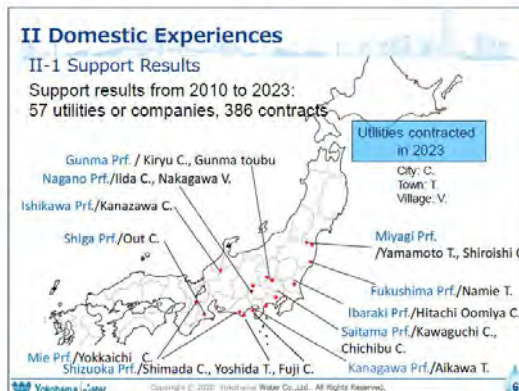 II Domestic Experiences
II-1 Support Results
Support results from 2010 to 2023:
57 utilities or companies, 386 contracts
Utilities contracted
in 2023
City: C.
Town: T.
Village: V.
Gunma Prf. / Kiryu C., Gunma toubu
Nagano Prf./Iida C., Nakagawa V.
Ishikawa Prf./Kanazawa C.
Shiga Prf./Out C.
Miyagi Prf.
/Yamamoto T., Shiroishi C
Fukushima Prf./Namie T.
Ibaraki Prf./Hitachi Oomiya C.
Saitama Prf./Kawaguchi C.,
Chichibu C.
Kanagawa Prf./Aikawa T.
Mie Prf./Yokkaichi C.
Shizuoka Prf./Shimada C., Yoshida T., Fuji C.
Yokohama Water
Copyright © 2020 Yokohama Water Co.,Ltd. All Rights Reserved.
6